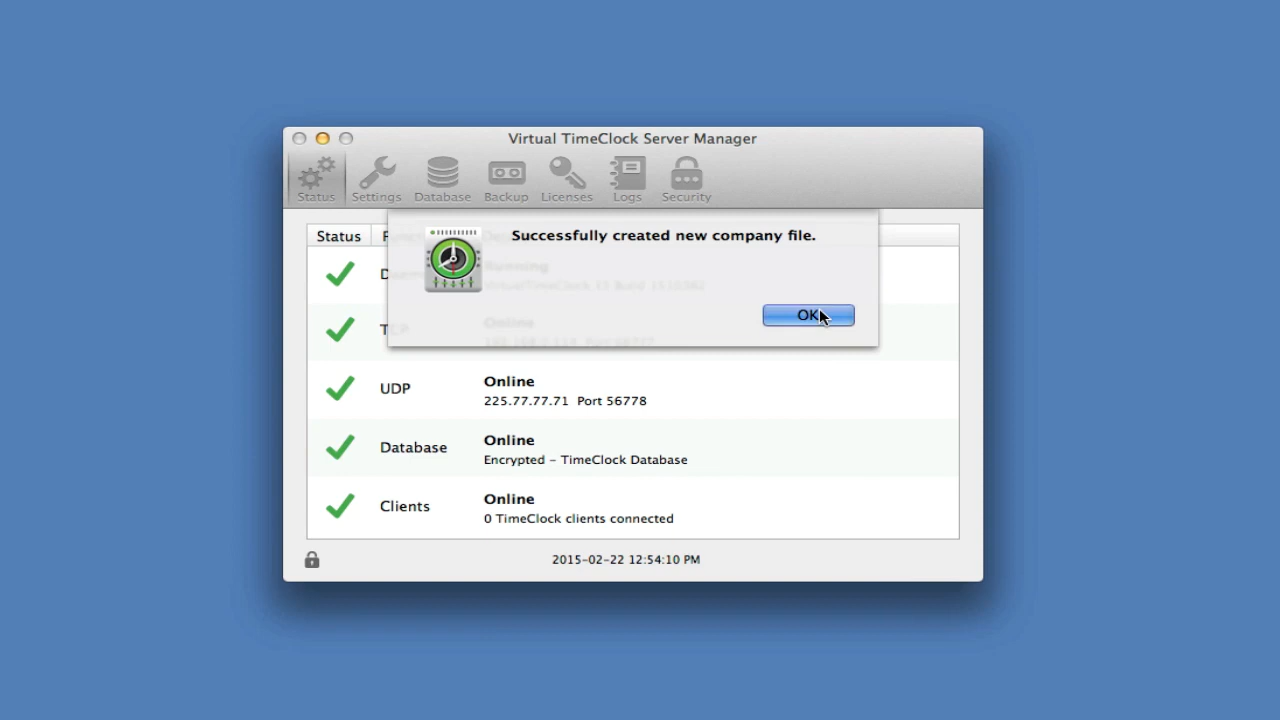 Virtual TimeClock Server Manager
Status Settings Database Backup Licenses Logs Security
Status
Successfully created new company file.
Running
OK
Online
UDP
Online
225.77.77.71 Port 56778
Database
Online
Encrypted – TimeClock Database
Clients
Online
0 TimeClock clients connected
2015-02-22 12:54:10 PM